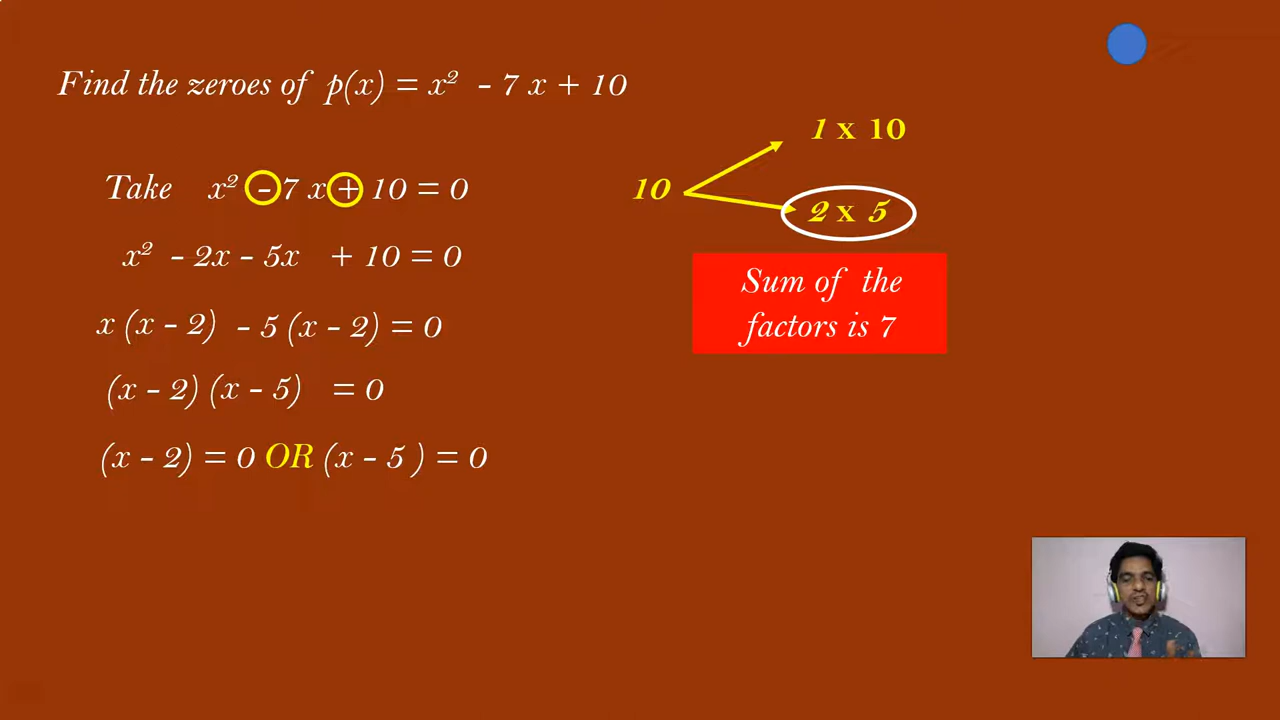 Find the zeroes of p(x) = x² - 7 x + 10
Take x² - 7 x + 10 = 0
x² - 2x - 5x + 10 = 0
x (x - 2) - 5 (x - 2) = 0
(x - 2) (x - 5) = 0
(x - 2) = 0 OR (x - 5 ) = 0
10
1 x 10
2 x 5
Sum of the
factors is 7